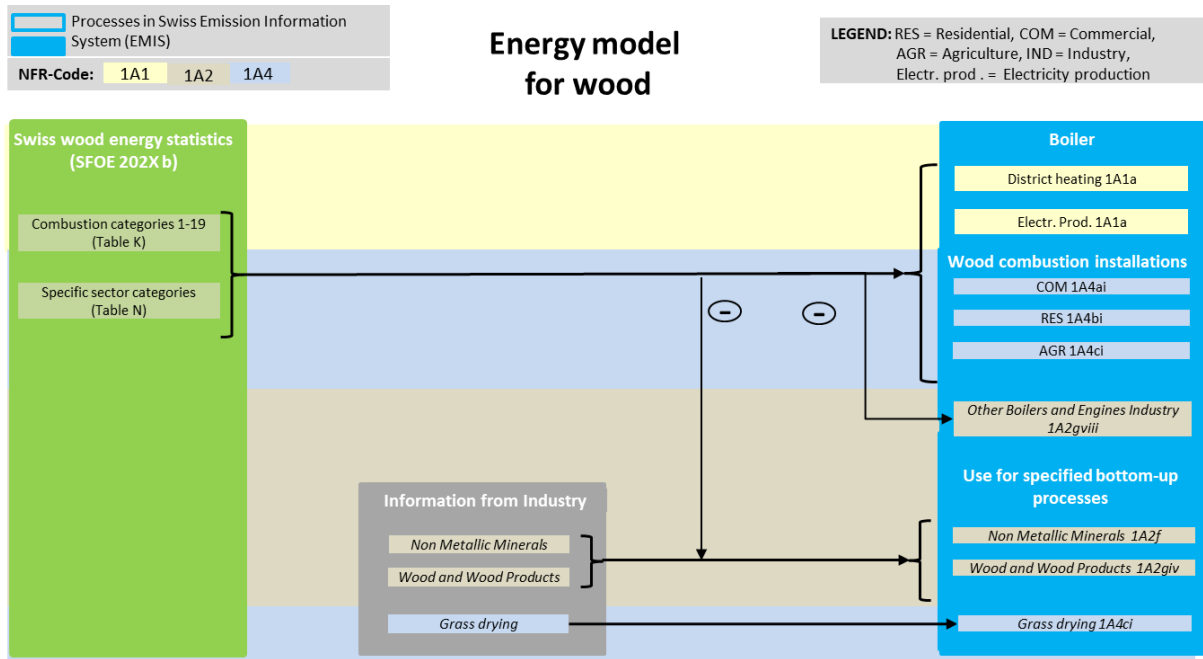 Processes in Swiss Emission Information
System (EMIS)
NFR-Code: 1A1 1A2 1A4
Energy model
for wood
LEGEND: RES = Residential, COM = Commercial,
AGR = Agriculture, IND = Industry,
Electr. prod . = Electricity production
Swiss wood energy statistics
(SFOE 202X b)
Combustion categories 1-19
(Table K)
Specific sector categories
(Table N)
Boiler
District heating 1A1a
Electr. Prod. 1A1a
Wood combustion installations
COM 1A4ai
RES 1A4bi
AGR 1A4ci
Other Boilers and Engines Industry
1A2gviii
Information from Industry
Non Metallic Minerals
Wood and Wood Products
Grass drying
Use for specified bottom-up
processes
Non Metallic Minerals 1A2f
Wood and Wood Products 1A2giv
Grass drying 1A4ci